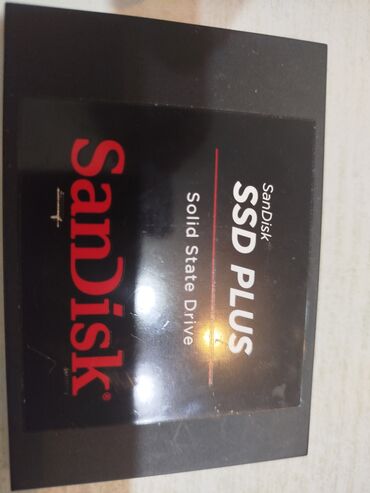 SanDisk
SSD PLUS
Solid State Drive
SanDisk®